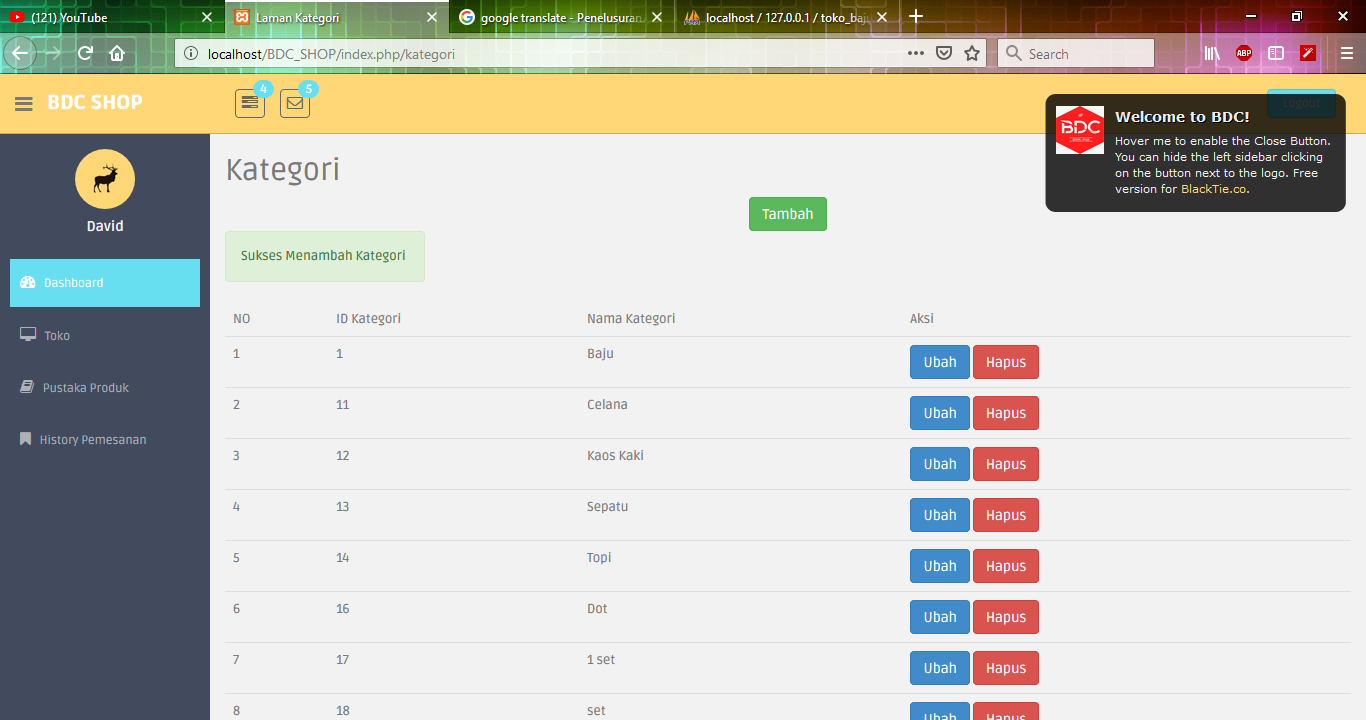 (121) YouTube
Laman Kategori
google translate - Penelusuran
localhost / 127.0.0.1 / toko_baj
localhost/BDC_SHOP/index.php/kategori
Search
ABP
BDC SHOP
4
5
Logout
BDC
Welcome to BDC!
Hover me to enable the Close Button.
You can hide the left sidebar clicking
on the button next to the logo. Free
version for BlackTie.co.
David
Dashboard
Toko
Pustaka Produk
History Pemesanan
Kategori
Tambah
Sukses Menambah Kategori
NO ID Kategori Nama Kategori Aksi
1 1 Baju Ubah Hapus
2 11 Celana Ubah Hapus
3 12 Kaos Kaki Ubah Hapus
4 13 Sepatu Ubah Hapus
5 14 Topi Ubah Hapus
6 16 Dot Ubah Hapus
7 17 1 set Ubah Hapus
8 18 set Ubah Hapus